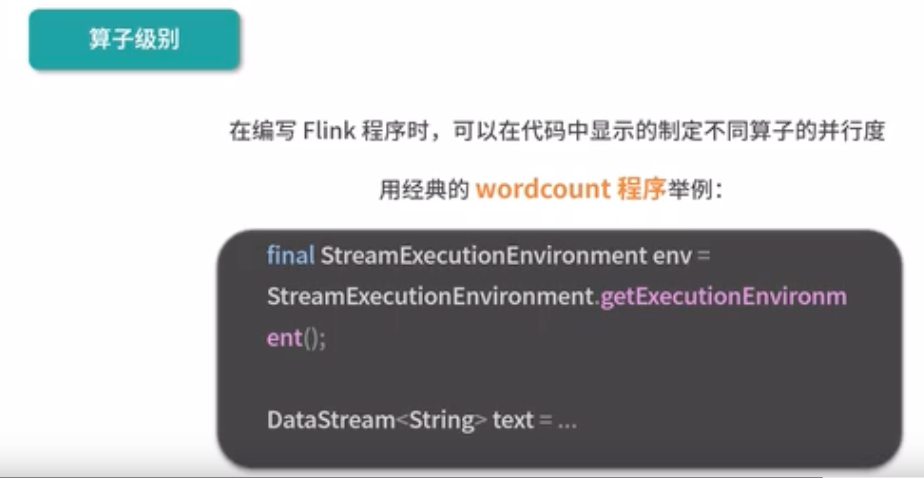 算子级别
在编写 Flink 程序时，可以在代码中显示的制定不同算子的并行度
用经典的 wordcount 程序举例：
final StreamExecutionEnvironment env =
StreamExecutionEnvironment.getExecutionEnvironm
ent();
DataStream<String> text = ...